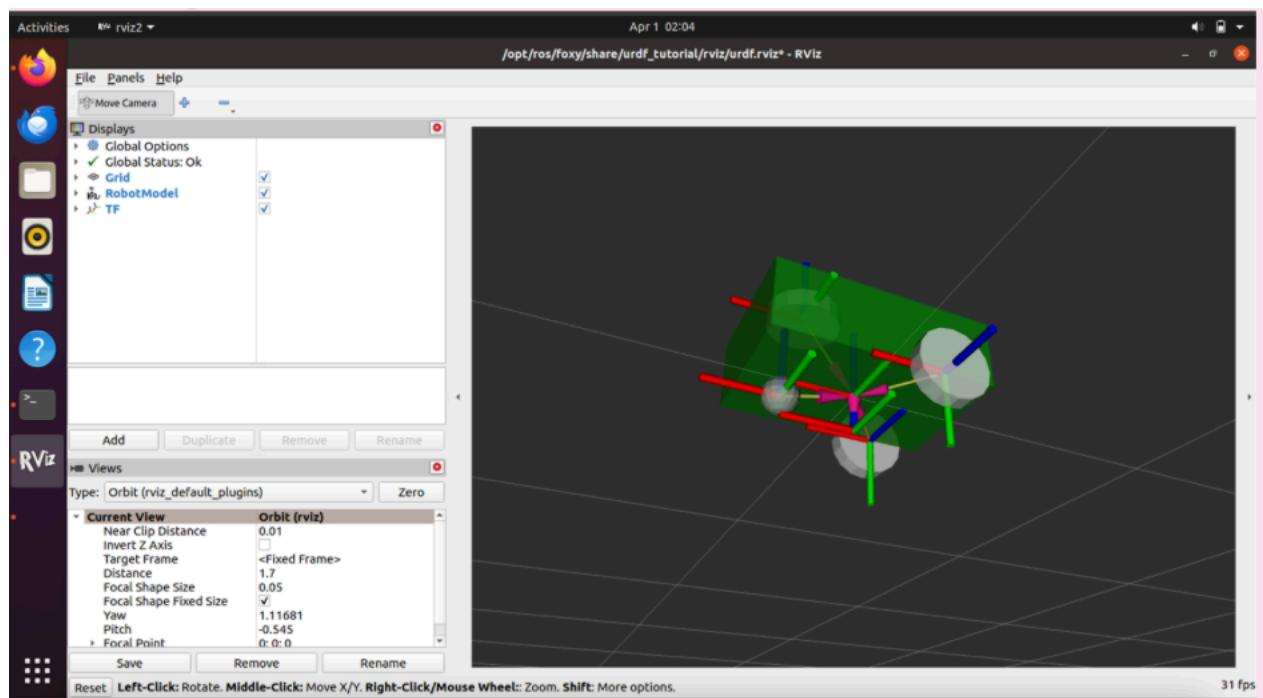 Activities
rviz2
Apr 1 02:04
/opt/ros/foxy/share/urdf_tutorial/rviz/urdf.rviz* - RViz
File Panels Help
Move Camera
Displays
Global Options
Global Status: Ok
Grid
RobotModel
TF
Add Duplicate Remove Rename
RViz
Views
Type: Orbit (rviz_default_plugins) Zero
Current View Orbit (rviz)
Near Clip Distance 0.01
Invert Z Axis
Target Frame <Fixed Frame>
Distance 1.7
Focal Shape Size 0.05
Focal Shape Fixed Size
Yaw 1.11681
Pitch -0.545
Focal Point 0; 0; 0
Save Remove Rename
Reset Left-Click: Rotate. Middle-Click: Move X/Y. Right-Click/Mouse Wheel:: Zoom. Shift: More options. 31 fps